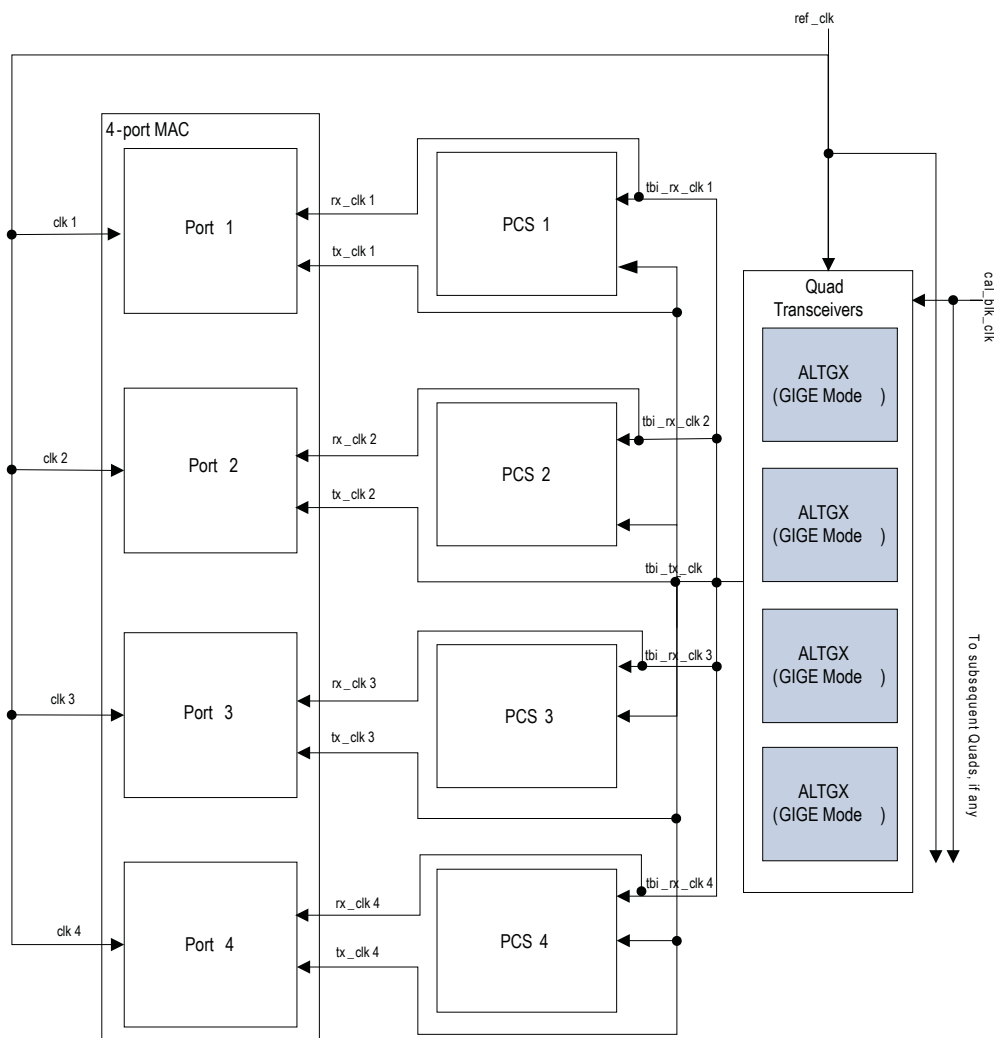 ref_clk
4-port MAC
clk 1
Port 1
rx_clk 1
tx_clk 1
PCS 1
tbi_rx_clk 1
Quad
Transceivers
cal_blk_clk
ALTGX
(GIGE Mode )
clk 2
Port 2
rx_clk 2
tx_clk 2
PCS 2
tbi_rx_clk 2
ALTGX
(GIGE Mode )
tbi_tx_clk
clk 3
Port 3
rx_clk 3
tx_clk 3
PCS 3
tbi_rx_clk 3
ALTGX
(GIGE Mode )
To subsequent Quads, if any
ALTGX
(GIGE Mode )
clk 4
Port 4
rx_clk 4
tx_clk 4
PCS 4
tbi_rx_clk 4